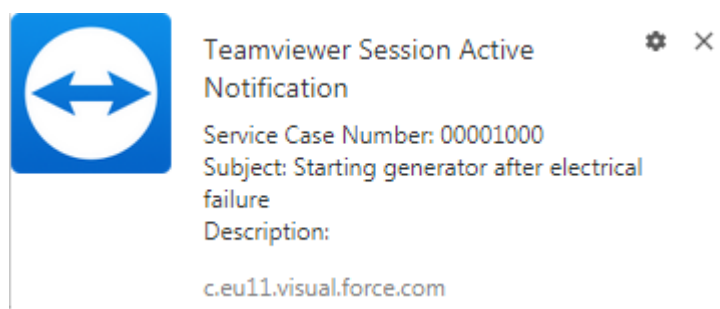 Teamviewer Session Active
Notification
Service Case Number: 00001000
Subject: Starting generator after electrical
failure
Description:
c.eu11.visual.force.com